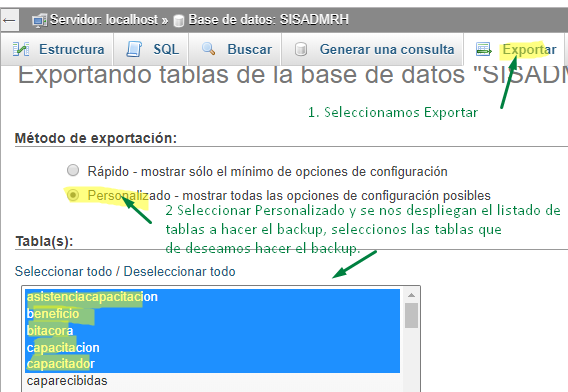 Servidor: localhost » Base de datos: SISADMRH
Estructura SQL Buscar Generar una consulta Exportar
Exportando tablas de la base de datos "SISADM
1. Seleccionamos Exportar
Método de exportación:
Rápido - mostrar sólo el mínimo de opciones de configuración
Personalizado - mostrar todas las opciones de configuración posibles
2 Seleccionar Personalizado y se nos despliegan el listado de
tablas a hacer el backup, seleccionos las tablas que
de deseamos hacer el backup.
Tabla(s):
Seleccionar todo / Deseleccionar todo
asistenciacapacitacion
beneficio
bitacora
capacitacion
capacitador
caparecibidas